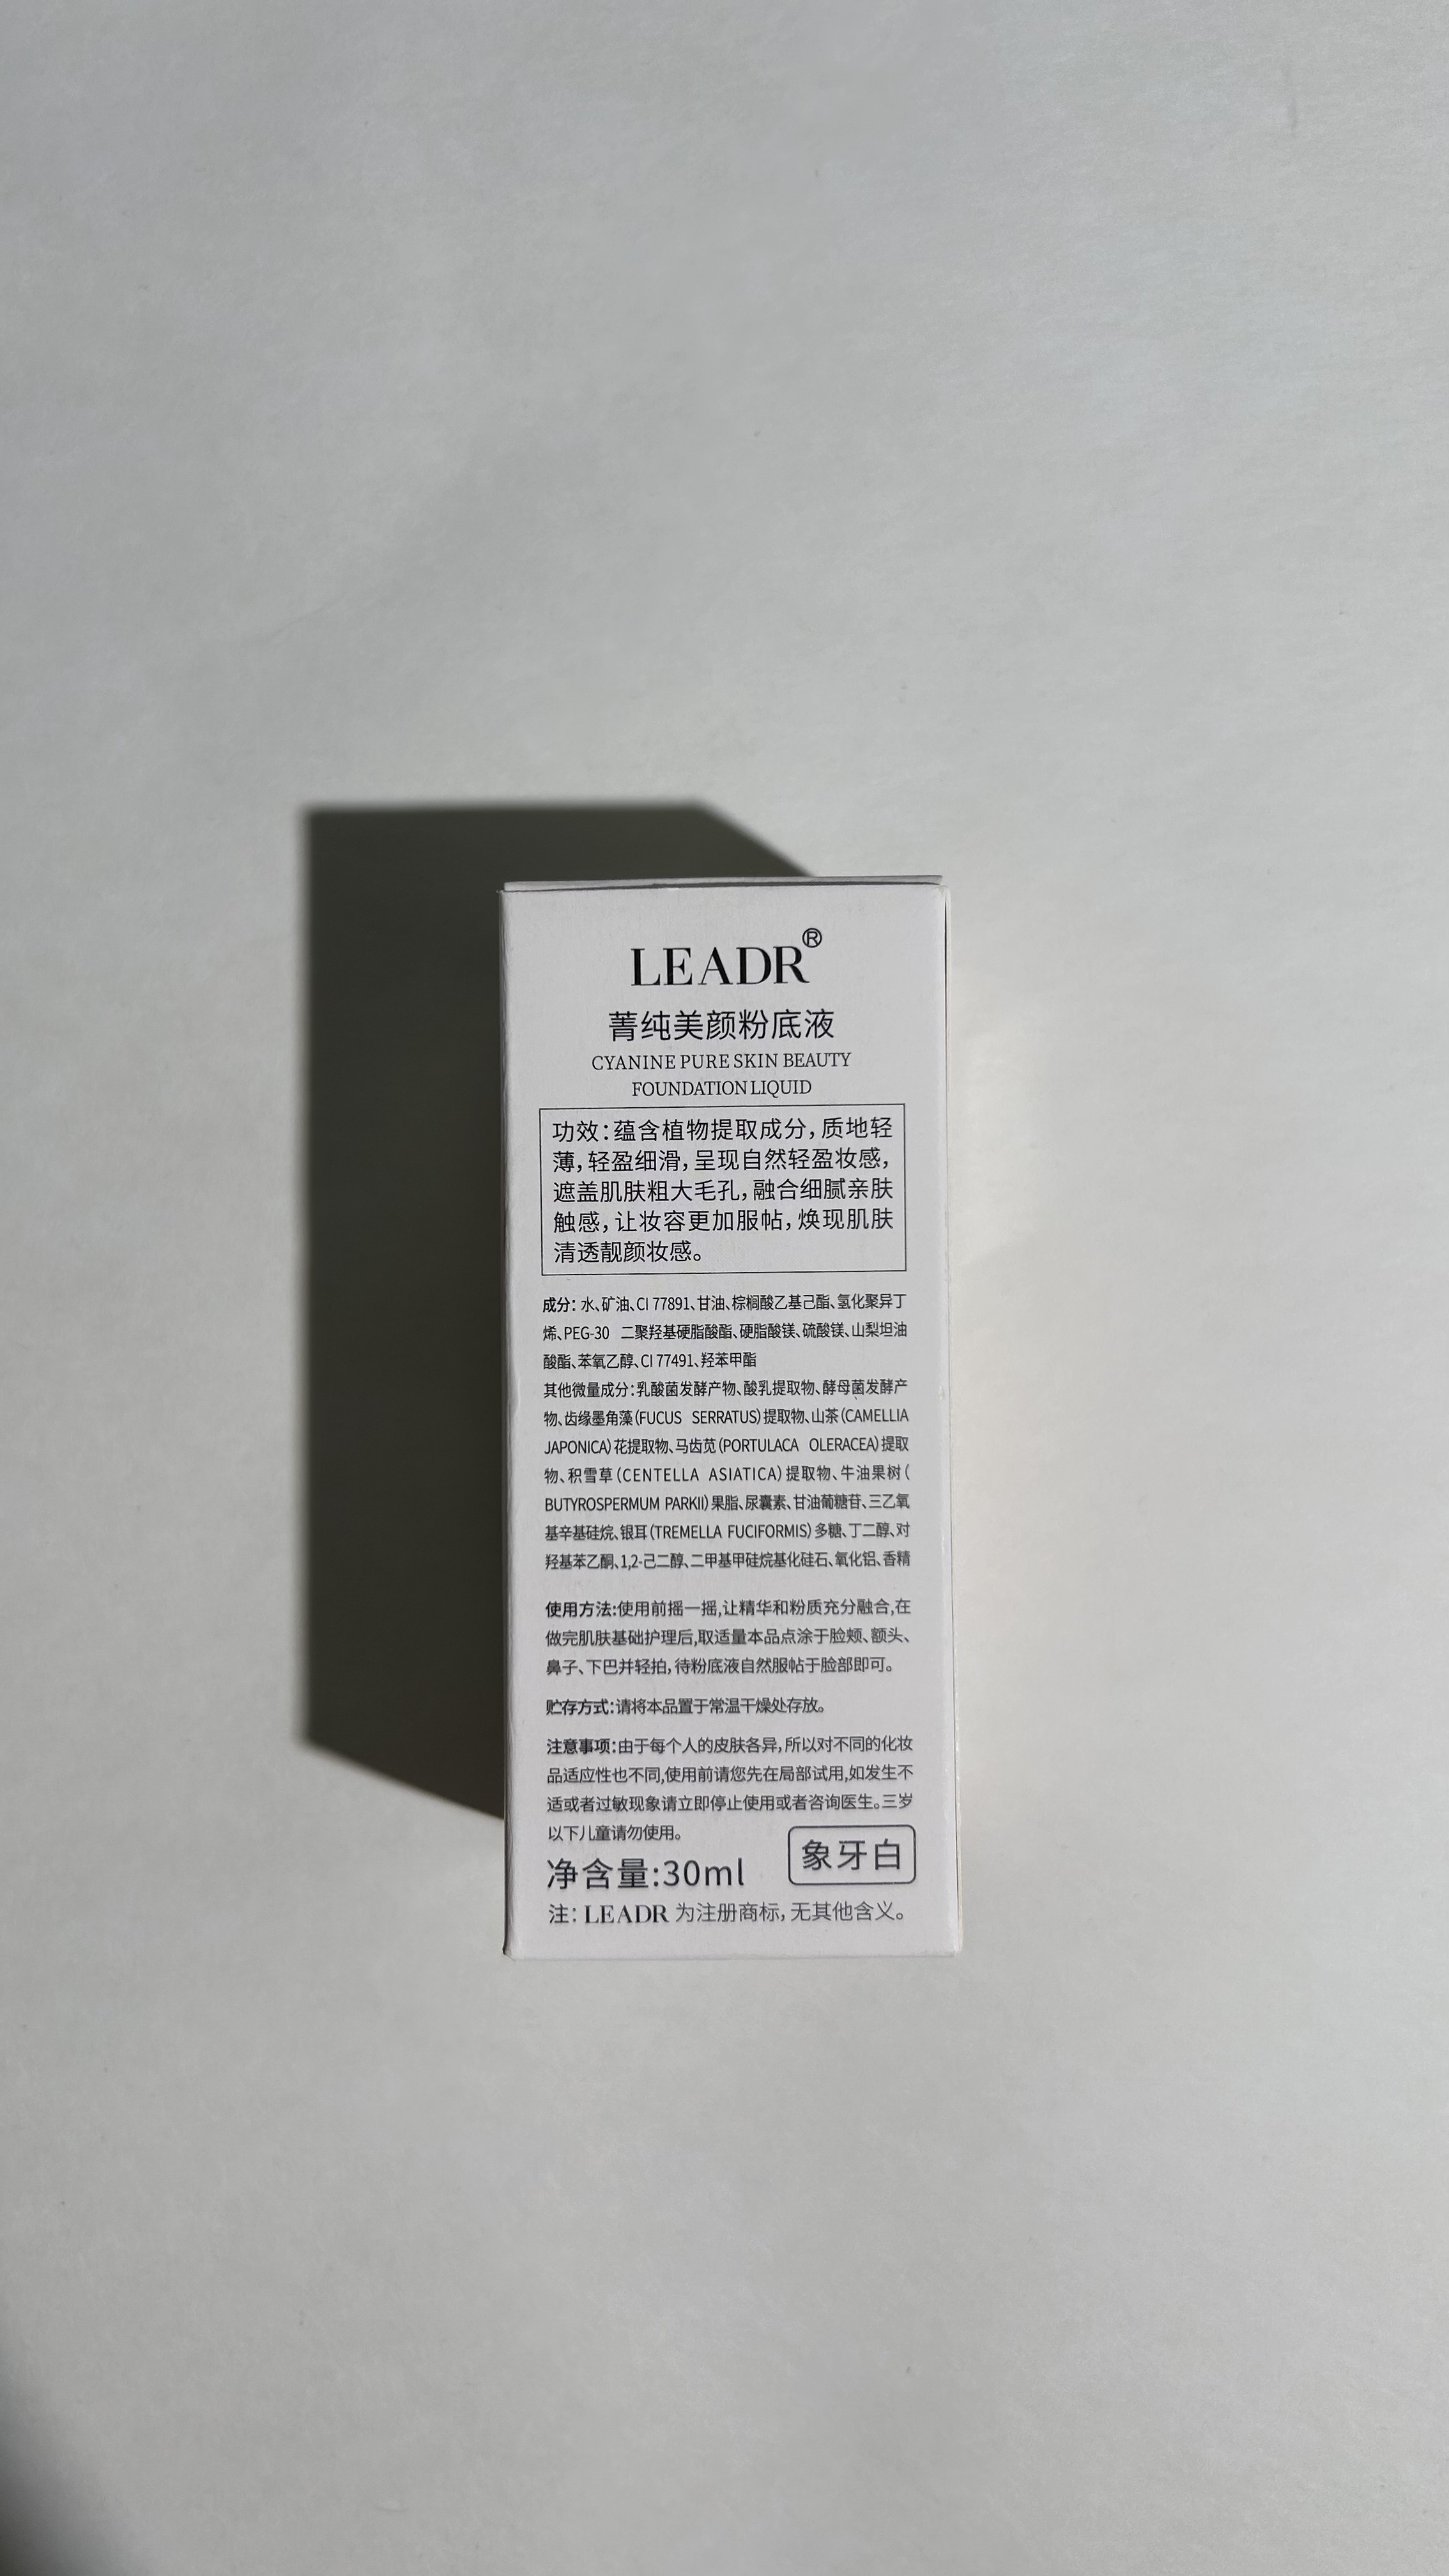 LEADR®
菁纯美颜粉底液
CYANINE PURE SKIN BEAUTY
FOUNDATION LIQUID
功效：蕴含植物提取成分，质地轻
薄，轻盈细滑，呈现自然轻盈妆感，
遮盖肌肤粗大毛孔，融合细腻亲肤
触感，让妆容更加服帖，焕现肌肤
清透靓颜妆感。
成分：水、矿油、CI 77891、甘油、棕榈酸乙基己酯、氢化聚异丁
烯、PEG-30 二聚羟基硬脂酸酯、硬脂酸镁、硫酸镁、山梨坦油
酸酯、苯氧乙醇、CI 77491、羟苯甲酯
其他微量成分：乳酸菌发酵产物、酸乳提取物、酵母菌发酵产
物、齿缘墨角藻（FUCUS SERRATUS）提取物、山茶（CAMELLIA
JAPONICA）花提取物、马齿苋（PORTULACA OLERACEA）提取
物、积雪草（CENTELLA ASIATICA）提取物、牛油果树（
BUTYROSPERMUM PARKII）果脂、尿囊素、甘油葡糖苷、三乙氧
基辛基硅烷、银耳（TREMELLA FUCIFORMIS）多糖、丁二醇、对
羟基苯乙酮、1,2-己二醇、二甲基甲硅烷基化硅石、氧化铝、香精
使用方法:使用前摇一摇,让精华和粉质充分融合,在
做完肌肤基础护理后,取适量本品点涂于脸颊、额头、
鼻子、下巴并轻拍，待粉底液自然服帖于脸部即可。
贮存方式：请将本品置于常温干燥处存放。
注意事项：由于每个人的皮肤各异，所以对不同的化妆
品适应性也不同,使用前请您先在局部试用,如发生不
适或者过敏现象请立即停止使用或者咨询医生。三岁
以下儿童请勿使用。
净含量:30ml
象牙白
注：LEADR 为注册商标，无其他含义。